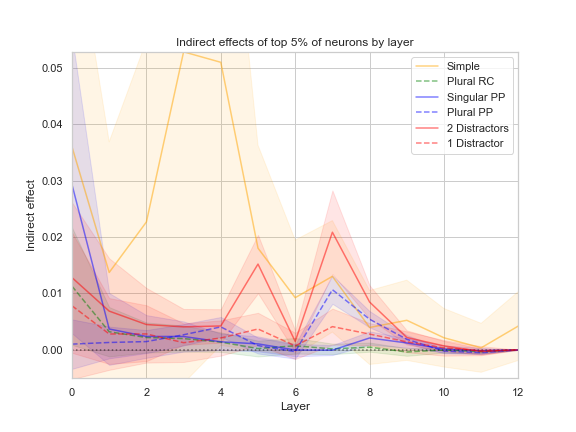 Indirect effects of top 5% of neurons by layer
Simple
Plural RC
Singular PP
Plural PP
2 Distractors
1 Distractor
0.05
0.04
0.03
0.02
0.01
0.00
Indirect effect
0 2 4 6 8 10 12
Layer